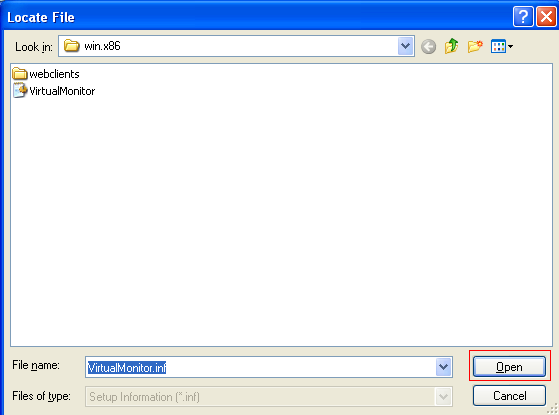 Locate File
Look in: win.x86
webclients
VirtualMonitor
File name: VirtualMonitor.inf Open
Files of type: Setup Information (*.inf) Cancel